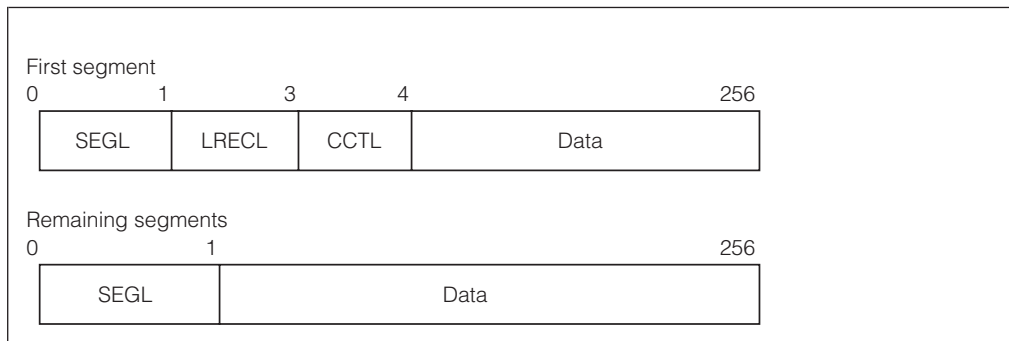 First segment
0 1 3 4 256
SEGL LRECL CCTL Data
Remaining segments
0 1 256
SEGL Data